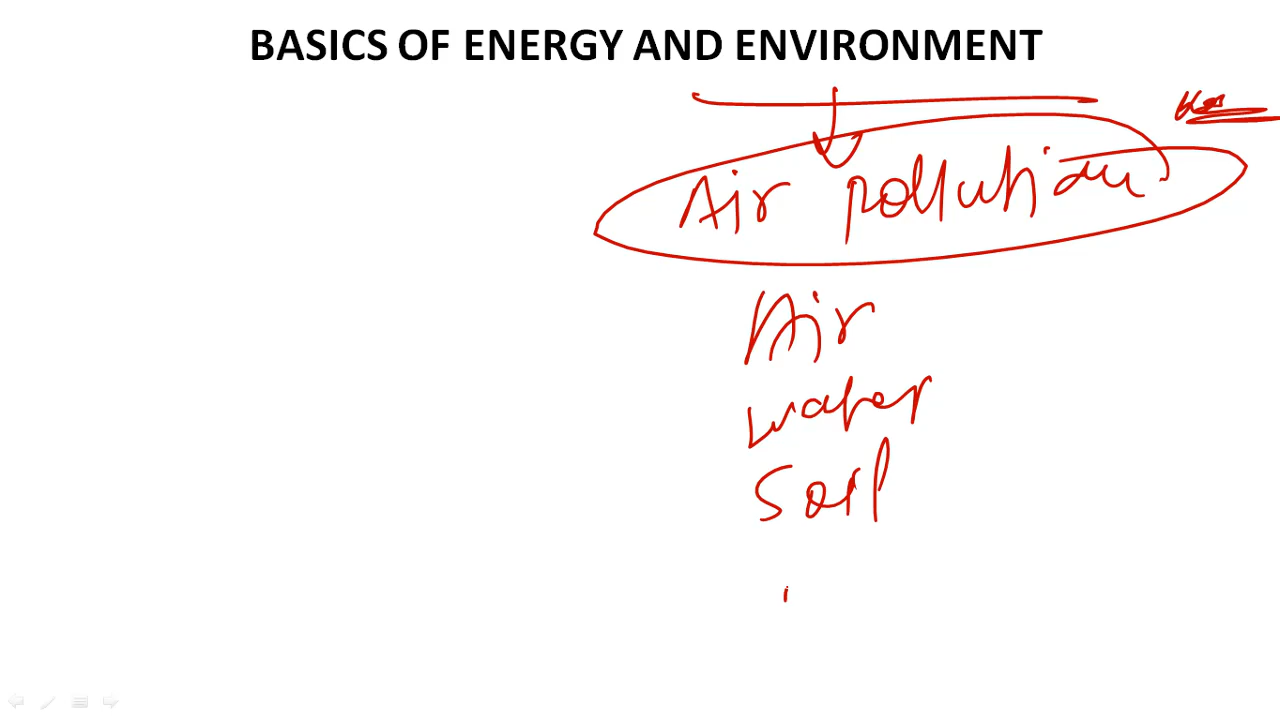 BASICS OF ENERGY AND ENVIRONMENT
Air pollution
Air
water
Soil